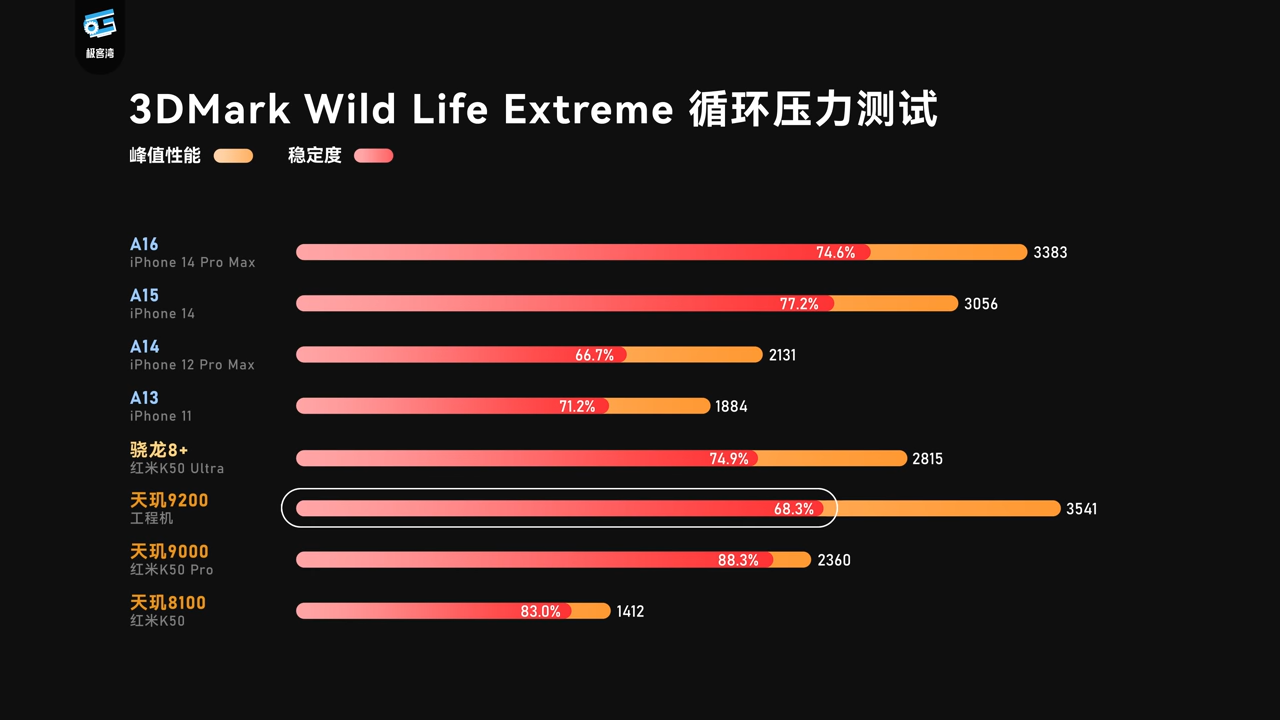 极客湾
3DMark Wild Life Extreme 循环压力测试
峰值性能 稳定度
A16
iPhone 14 Pro Max
74.6% 3383
A15
iPhone 14
77.2% 3056
A14
iPhone 12 Pro Max
66.7% 2131
A13
iPhone 11
71.2% 1884
骁龙8+
红米K50 Ultra
74.9% 2815
天玑9200
工程机
68.3% 3541
天玑9000
红米K50 Pro
88.3% 2360
天玑8100
红米K50
83.0% 1412